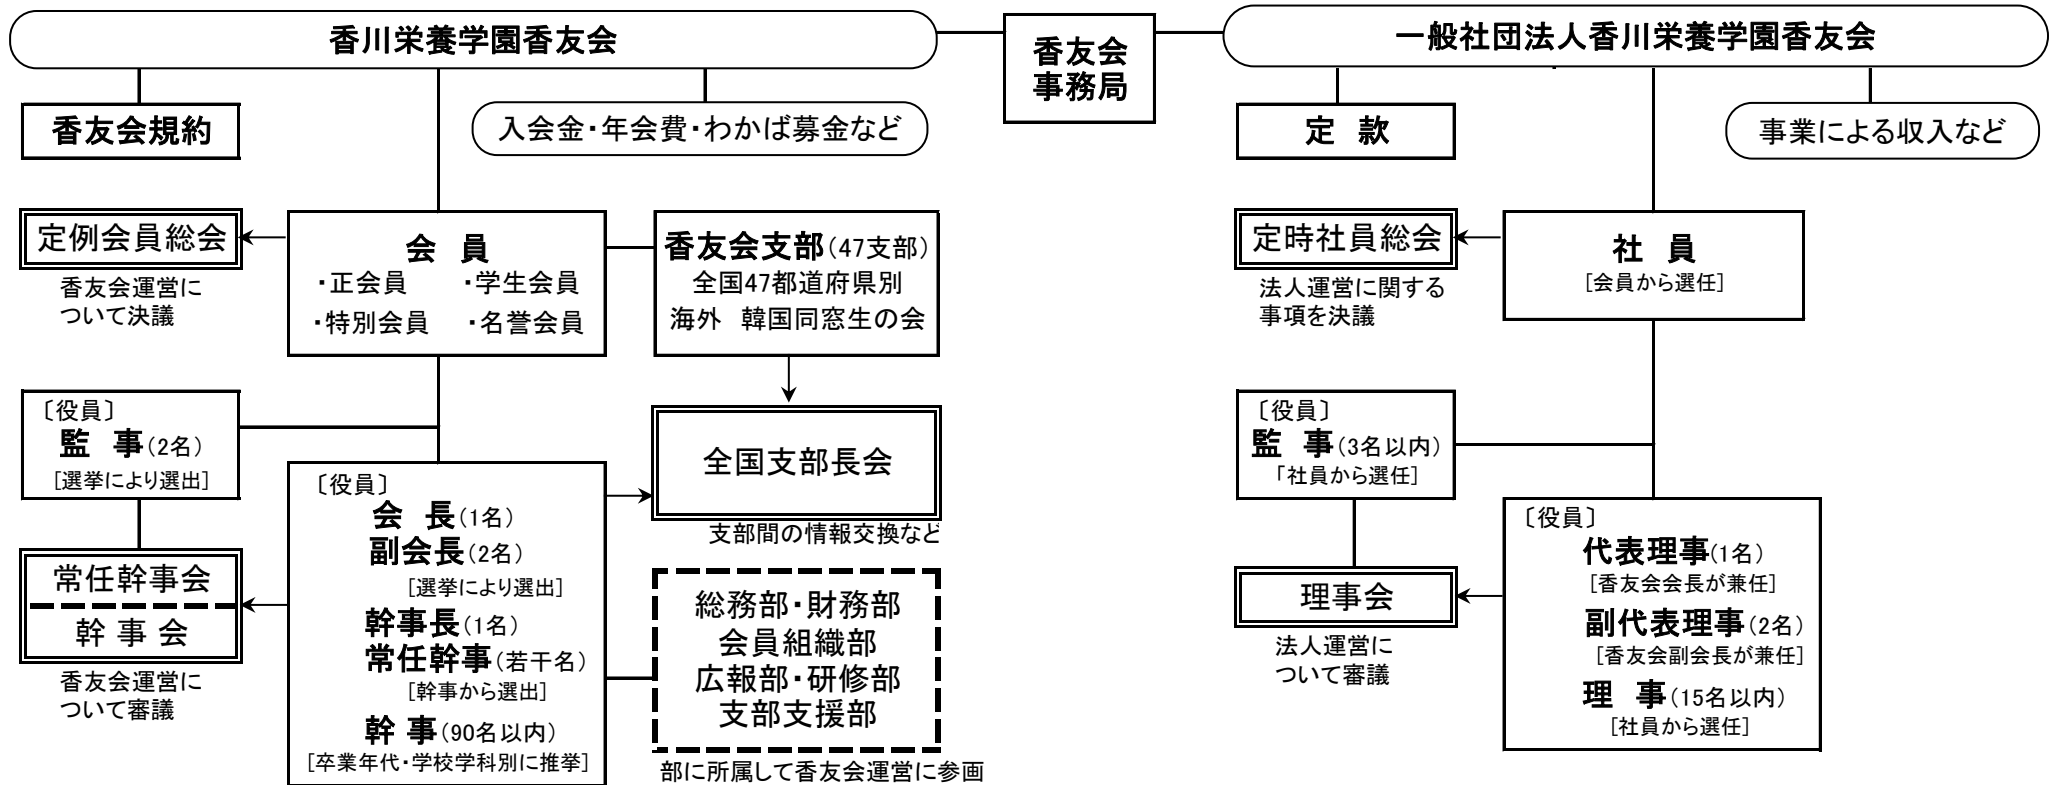 香川栄養学園香友会
香友会
事務局
一般社団法人香川栄養学園香友会
香友会規約
入会金・年会費・わかば募金など
定 款
事業による収入など
定例会員総会
香友会運営に
ついて決議
会 員
・正会員 ・学生会員
・特別会員 ・名誉会員
香友会支部(47支部)
全国47都道府県別
海外 韓国同窓生の会
定時社員総会
法人運営に関する
事項を決議
社 員
[会員から選任]
〔役員〕
監 事(2名)
[選挙により選出]
常任幹事会
幹 事 会
香友会運営に
ついて審議
〔役員〕
会 長(1名)
副会長(2名)
[選挙により選出]
幹事長(1名)
常任幹事(若干名)
[幹事から選出]
幹 事(90名以内)
[卒業年代・学校学科別に推挙]
全国支部長会
支部間の情報交換など
総務部・財務部
会員組織部
広報部・研修部
支部支援部
部に所属して香友会運営に参画
〔役員〕
監 事(3名以内)
「社員から選任]
理事会
法人運営に
ついて審議
〔役員〕
代表理事(1名)
[香友会会長が兼任]
副代表理事(2名)
[香友会副会長が兼任]
理 事(15名以内)
[社員から選任]